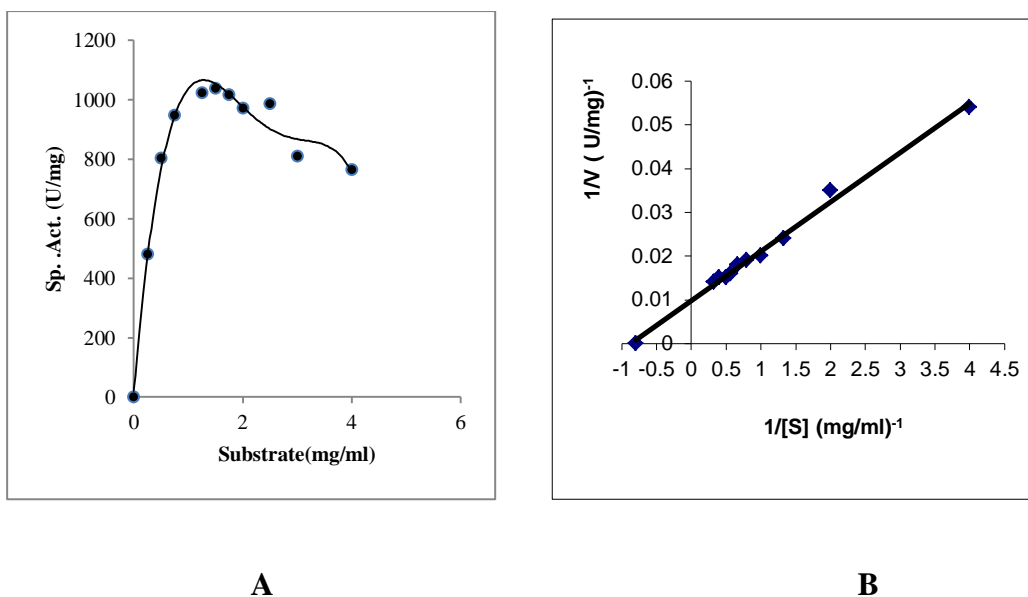 1200
1000
800
600
400
200
0
0 2 4 6
Sp. .Act. (U/mg)
Substrate(mg/ml)
A
0.06
0.05
0.04
0.03
0.02
0.01
0
-1 -0.5 0 0.5 1 1.5 2 2.5 3 3.5 4 4.5
1/V ( U/mg)-1
1/[S] (mg/ml)-1
B